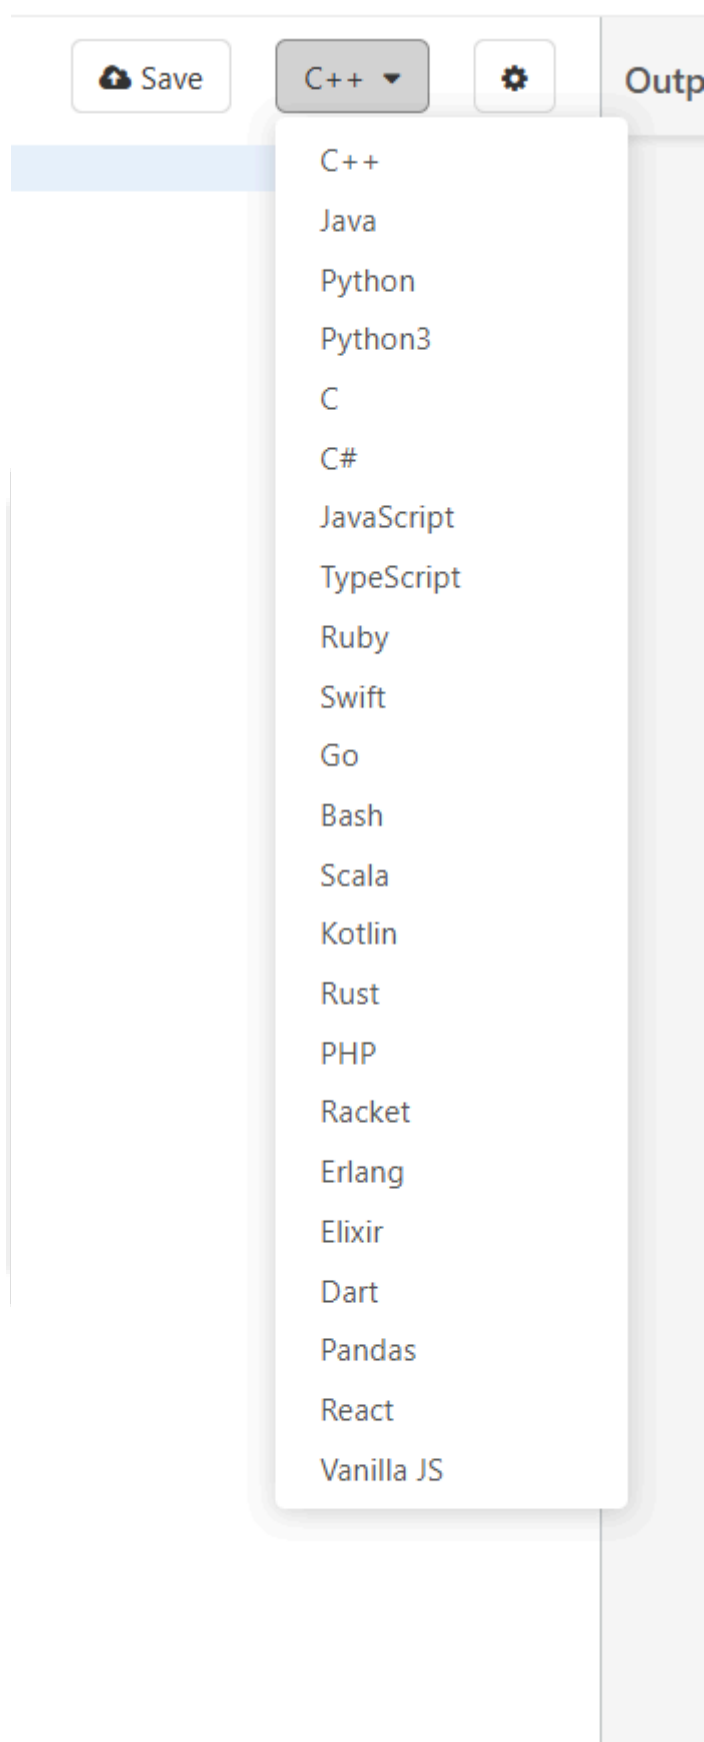 Save C++ Outp
C++
Java
Python
Python3
C
C#
JavaScript
TypeScript
Ruby
Swift
Go
Bash
Scala
Kotlin
Rust
PHP
Racket
Erlang
Elixir
Dart
Pandas
React
Vanilla JS